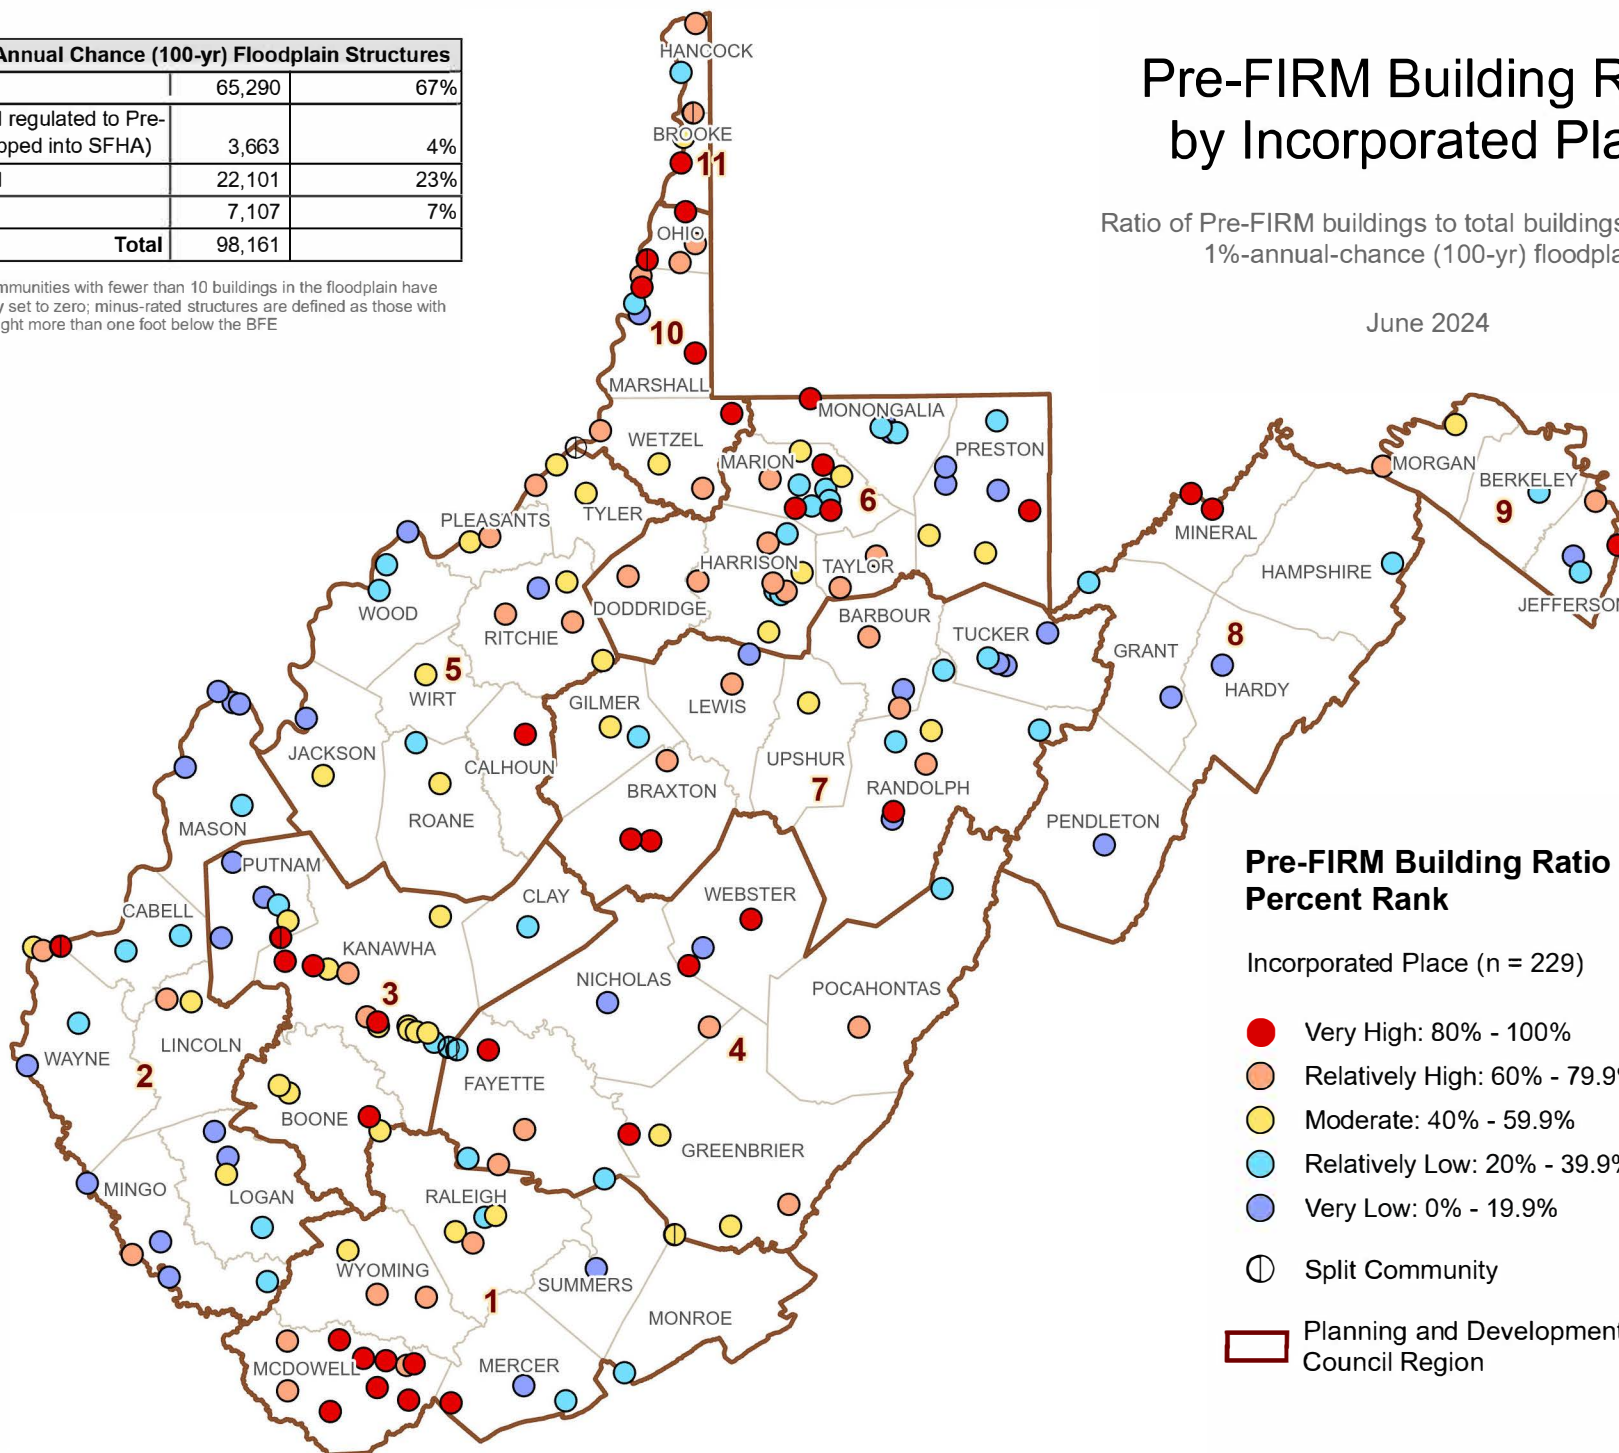 Annual Chance (100-yr) Floodplain Structures
65,290 67%
regulated to Pre-
pped into SFHA) 3,663 4%
22,101 23%
7,107 7%
Total 98,161
mmunities with fewer than 10 buildings in the floodplain have
y set to zero; minus-rated structures are defined as those with
ght more than one foot below the BFE
Pre-FIRM Building R
by Incorporated Pla
Ratio of Pre-FIRM buildings to total buildings
1%-annual-chance (100-yr) floodpla
June 2024
HANCOCK
BROOKE
11
OHIO
10
MARSHALL
MONONGALIA
WETZEL
PRESTON
MARION
MORGAN
BERKELEY
6
9
TYLER
PLEASANTS
MINERAL
HARRISON
TAYLOR
HAMPSHIRE
JEFFERSON
DODDRIDGE
WOOD
BARBOUR
RITCHIE
TUCKER
8
GRANT
5
WIRT
HARDY
GILMER
LEWIS
JACKSON
UPSHUR
CALHOUN
BRAXTON
7
RANDOLPH
ROANE
PENDLETON
MASON
PUTNAM
WEBSTER
CLAY
CABELL
KANAWHA
NICHOLAS
POCAHONTAS
3
LINCOLN
4
WAYNE
2
FAYETTE
BOONE
GREENBRIER
MINGO
LOGAN
RALEIGH
WYOMING
SUMMERS
1
MONROE
MCDOWELL
MERCER
Pre-FIRM Building Ratio
Percent Rank
Incorporated Place (n = 229)
Very High: 80% - 100%
Relatively High: 60% - 79.9%
Moderate: 40% - 59.9%
Relatively Low: 20% - 39.9%
Very Low: 0% - 19.9%
Split Community
Planning and Development
Council Region